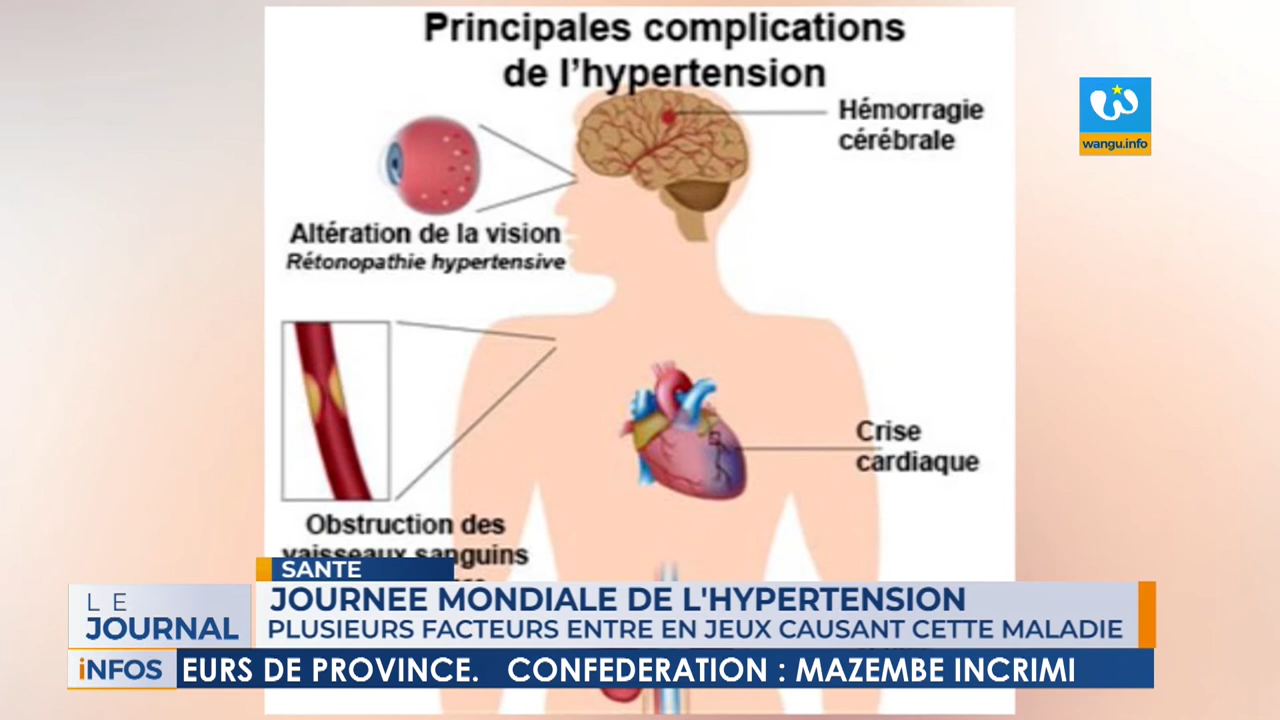 Principales complications
de l'hypertension
Hémorragie
cérébrale
wangu.info
Altération de la vision
Rétonopathie hypertensive
Crise
cardiaque
Obstruction des
vaisseaux sanguins
SANTE
LE
JOURNAL
JOURNEE MONDIALE DE L'HYPERTENSION
PLUSIEURS FACTEURS ENTRE EN JEUX CAUSANT CETTE MALADIE
iNFOS
EURS DE PROVINCE. CONFEDERATION : MAZEMBE INCRIMI